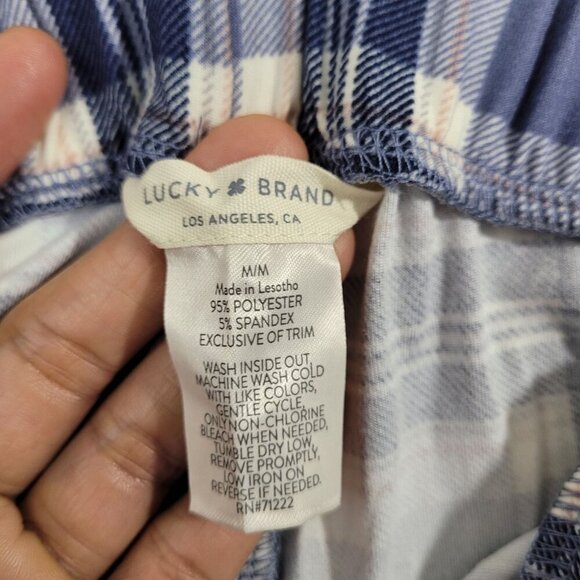 LUCKY BRAND
LOS ANGELES, CA
M/M
Made in Lesotho
95% POLYESTER
5% SPANDEX
EXCLUSIVE OF TRIM
WASH INSIDE OUT,
MACHINE WASH COLD
WITH LIKE COLORS,
GENTLE CYCLE,
ONLY NON-CHLORINE
BLEACH WHEN NEEDED,
TUMBLE DRY LOW,
REMOVE PROMPTLY,
LOW IRON ON
REVERSE IF NEEDED.
RN#71222